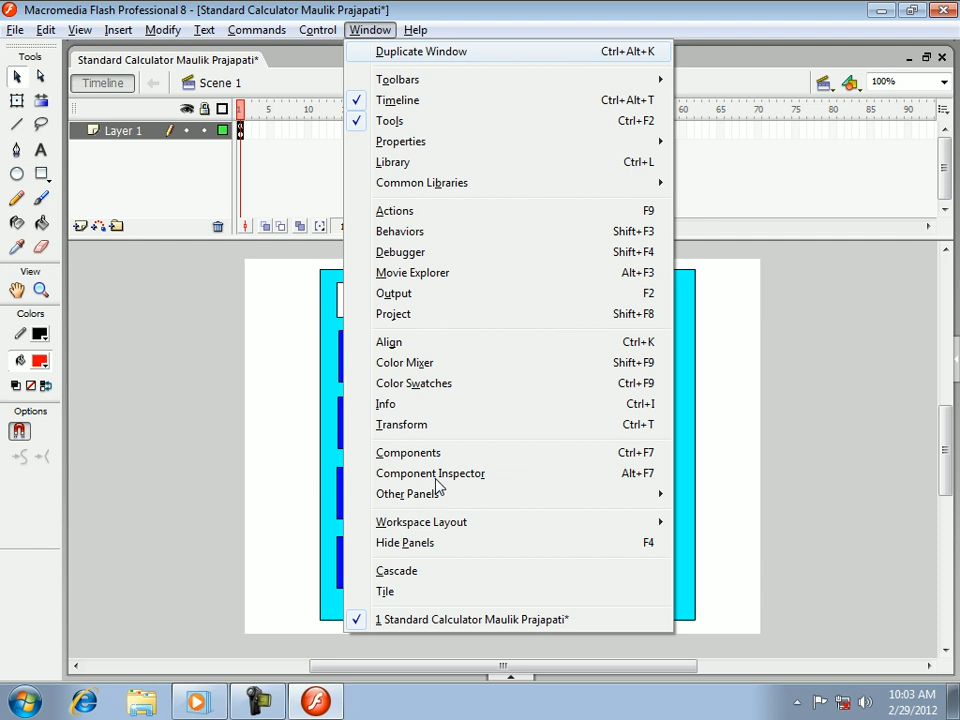 Macromedia Flash Professional 8 - [Standard Calculator Maulik Prajapati*]
File Edit View Insert Modify Text Commands Control Window Help
Tools
Standard Calculator Maulik Prajapati*
Timeline
Scene 1
100%
1 5 10 60 65 70 75 80 85 90 95
Layer 1
Duplicate Window Ctrl+Alt+K
Toolbars
Timeline Ctrl+Alt+T
Tools Ctrl+F2
Properties
Library Ctrl+L
Common Libraries
Actions F9
Behaviors Shift+F3
Debugger Shift+F4
Movie Explorer Alt+F3
Output F2
Project Shift+F8
Align Ctrl+K
Color Mixer Shift+F9
Color Swatches Ctrl+F9
Info Ctrl+I
Transform Ctrl+T
Components Ctrl+F7
Component Inspector Alt+F7
Other Panels
Workspace Layout
Hide Panels F4
Cascade
Tile
1 Standard Calculator Maulik Prajapati*
View
Colors
Options
10:03 AM
2/29/2012